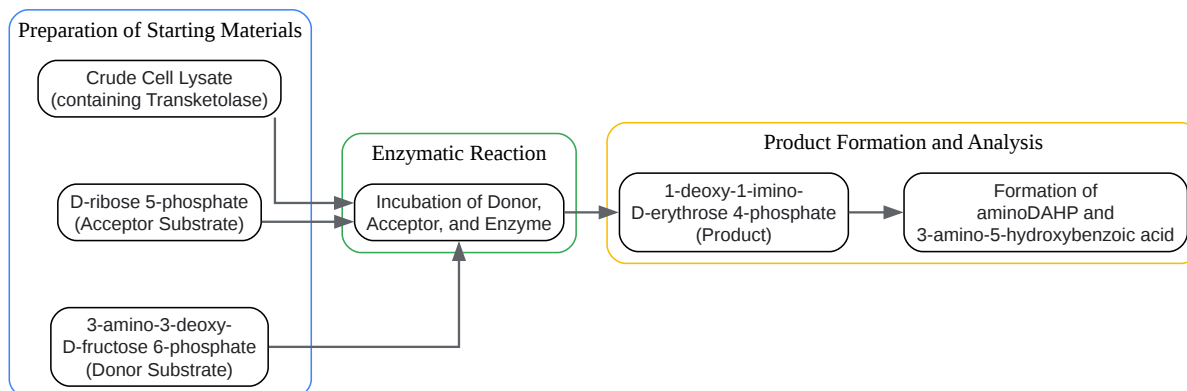 Preparation of Starting Materials
Crude Cell Lysate
(containing Transketolase)
D-ribose 5-phosphate
(Acceptor Substrate)
3-amino-3-deoxy-
D-fructose 6-phosphate
(Donor Substrate)
Enzymatic Reaction
Incubation of Donor,
Acceptor, and Enzyme
Product Formation and Analysis
1-deoxy-1-imino-
D-erythrose 4-phosphate
(Product)
Formation of
aminoDAHP and
3-amino-5-hydroxybenzoic acid